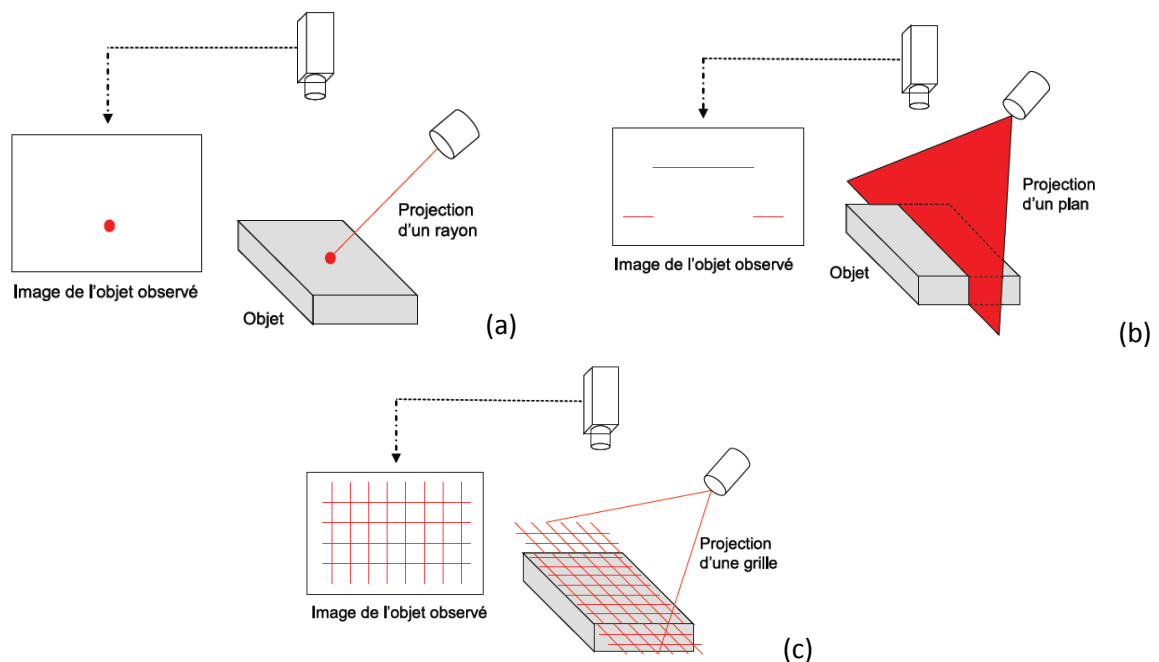 Projection
d'un rayon
Image de l'objet observé
Objet
(a)
Projection
d'un plan
Image de l'objet observé
Objet
(b)
Projection
d'une grille
Image de l'objet observé
(c)